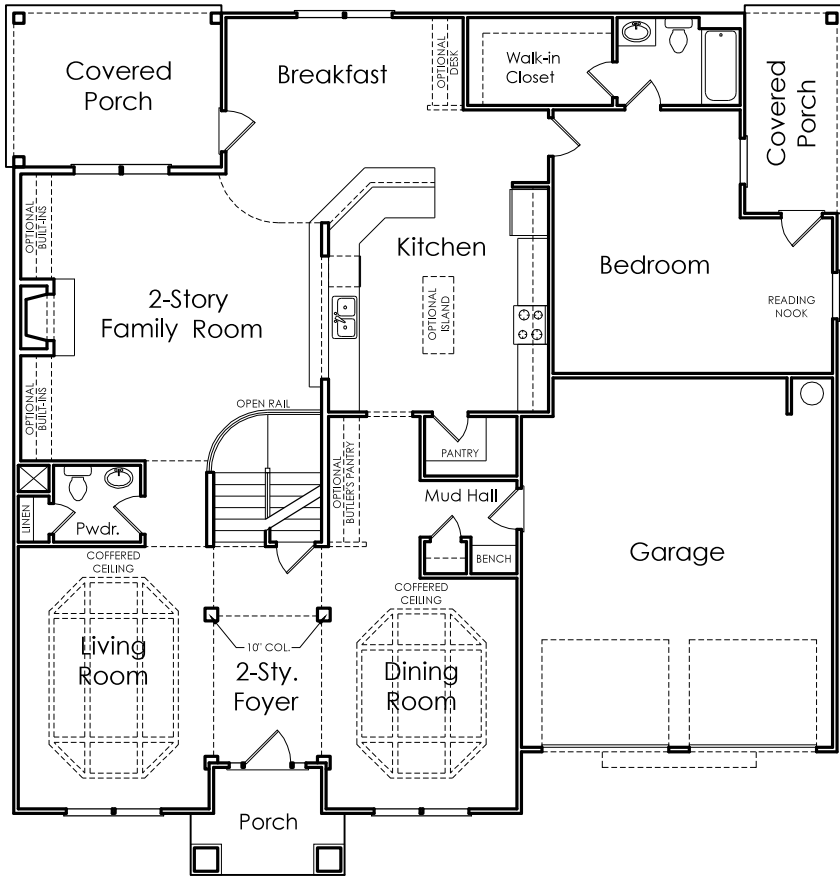 Covered
Porch
Breakfast
OPTIONAL
DESK
Walk-in
Closet
Covered
Porch
OPTIONAL
BUILT-INS
2-Story
Family Room
Kitchen
OPTIONAL
ISLAND
Bedroom
READING
NOOK
OPTIONAL
BUILT-INS
OPEN RAIL
OPTIONAL
BUTLER'S PANTRY
PANTRY
LINEN
Pwdr.
Mud Hall
BENCH
Garage
COFFERED
CEILING
COFFERED
CEILING
Living
Room
10" COL.
2-Sty.
Foyer
Dining
Room
Porch